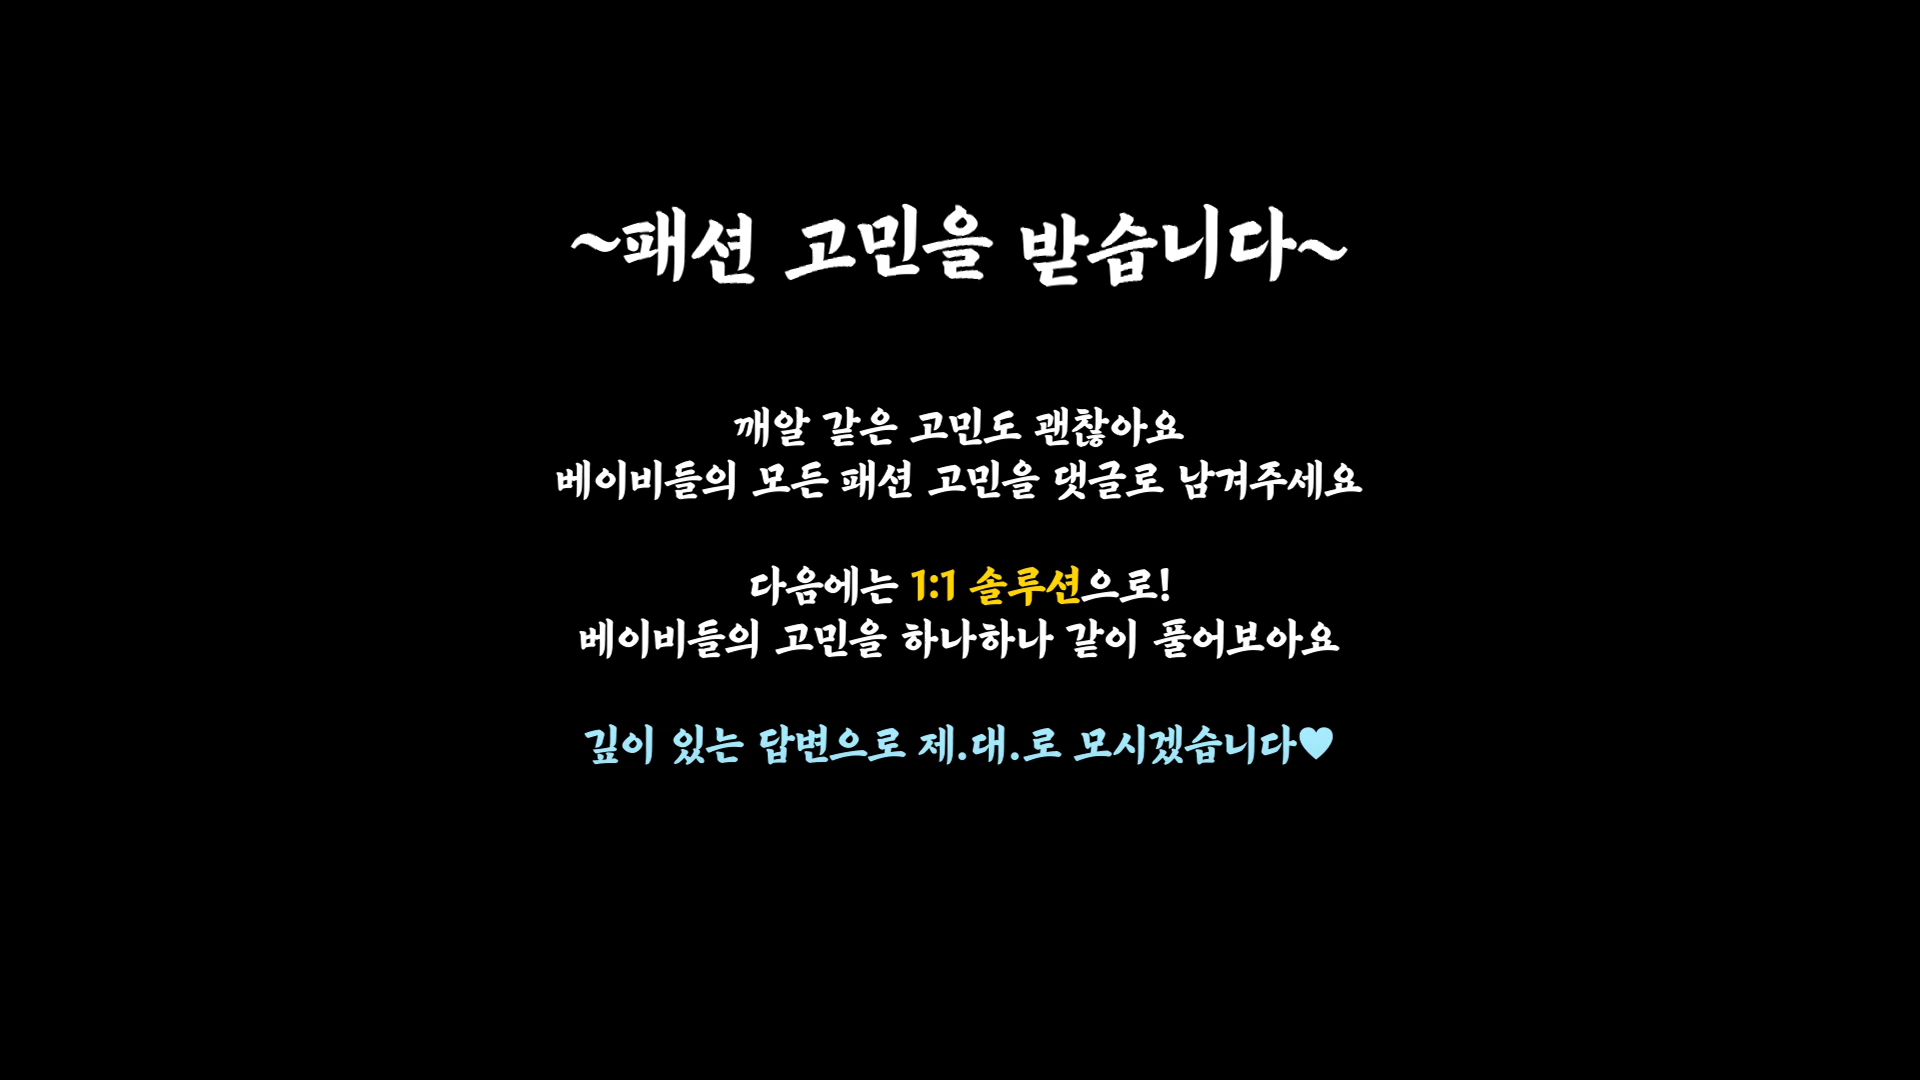 ~패션 고민을 받습니다~
깨알 같은 고민도 괜찮아요
베이비들의 모든 패션 고민을 댓글로 남겨주세요
다음에는 1:1 솔루션으로!
베이비들의 고민을 하나하나 같이 풀어보아요
깊이 있는 답변으로 제.대.로 모시겠습니다♥